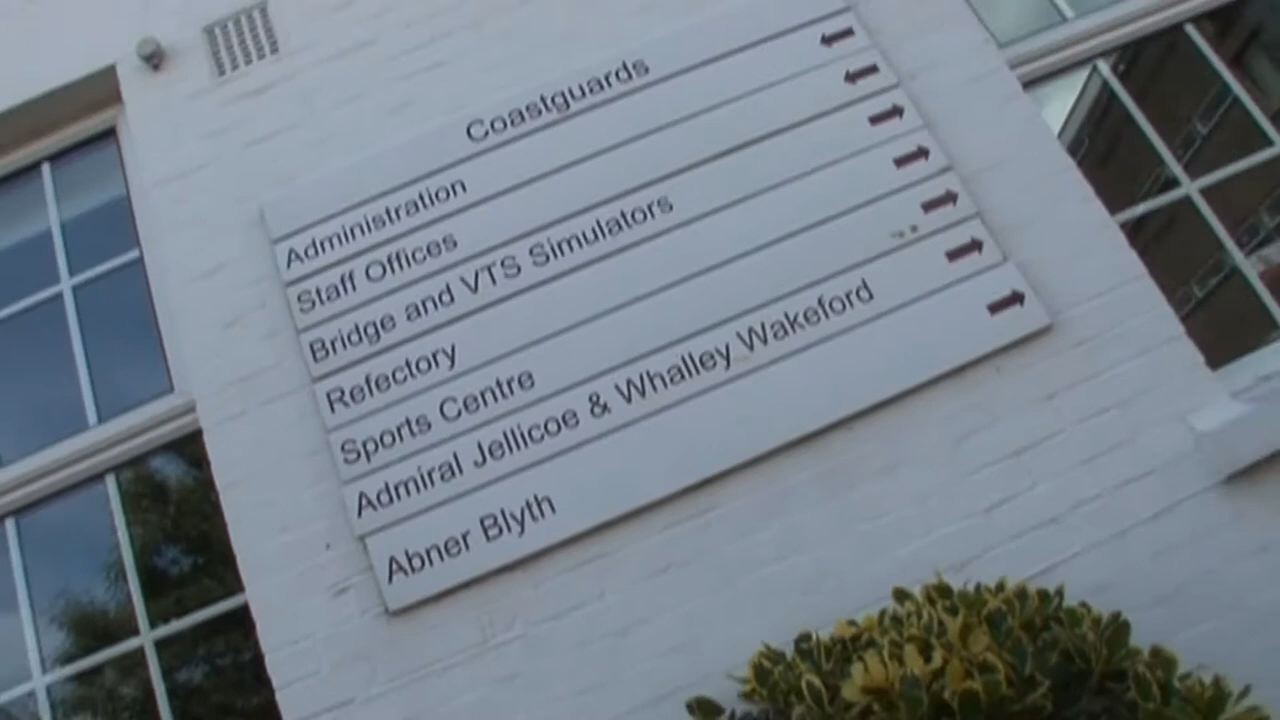 Coastguards
Administration
Staff Offices
Bridge and VTS Simulators
Refectory
Sports Centre
Admiral Jellicoe & Whalley Wakeford
Abner Blyth